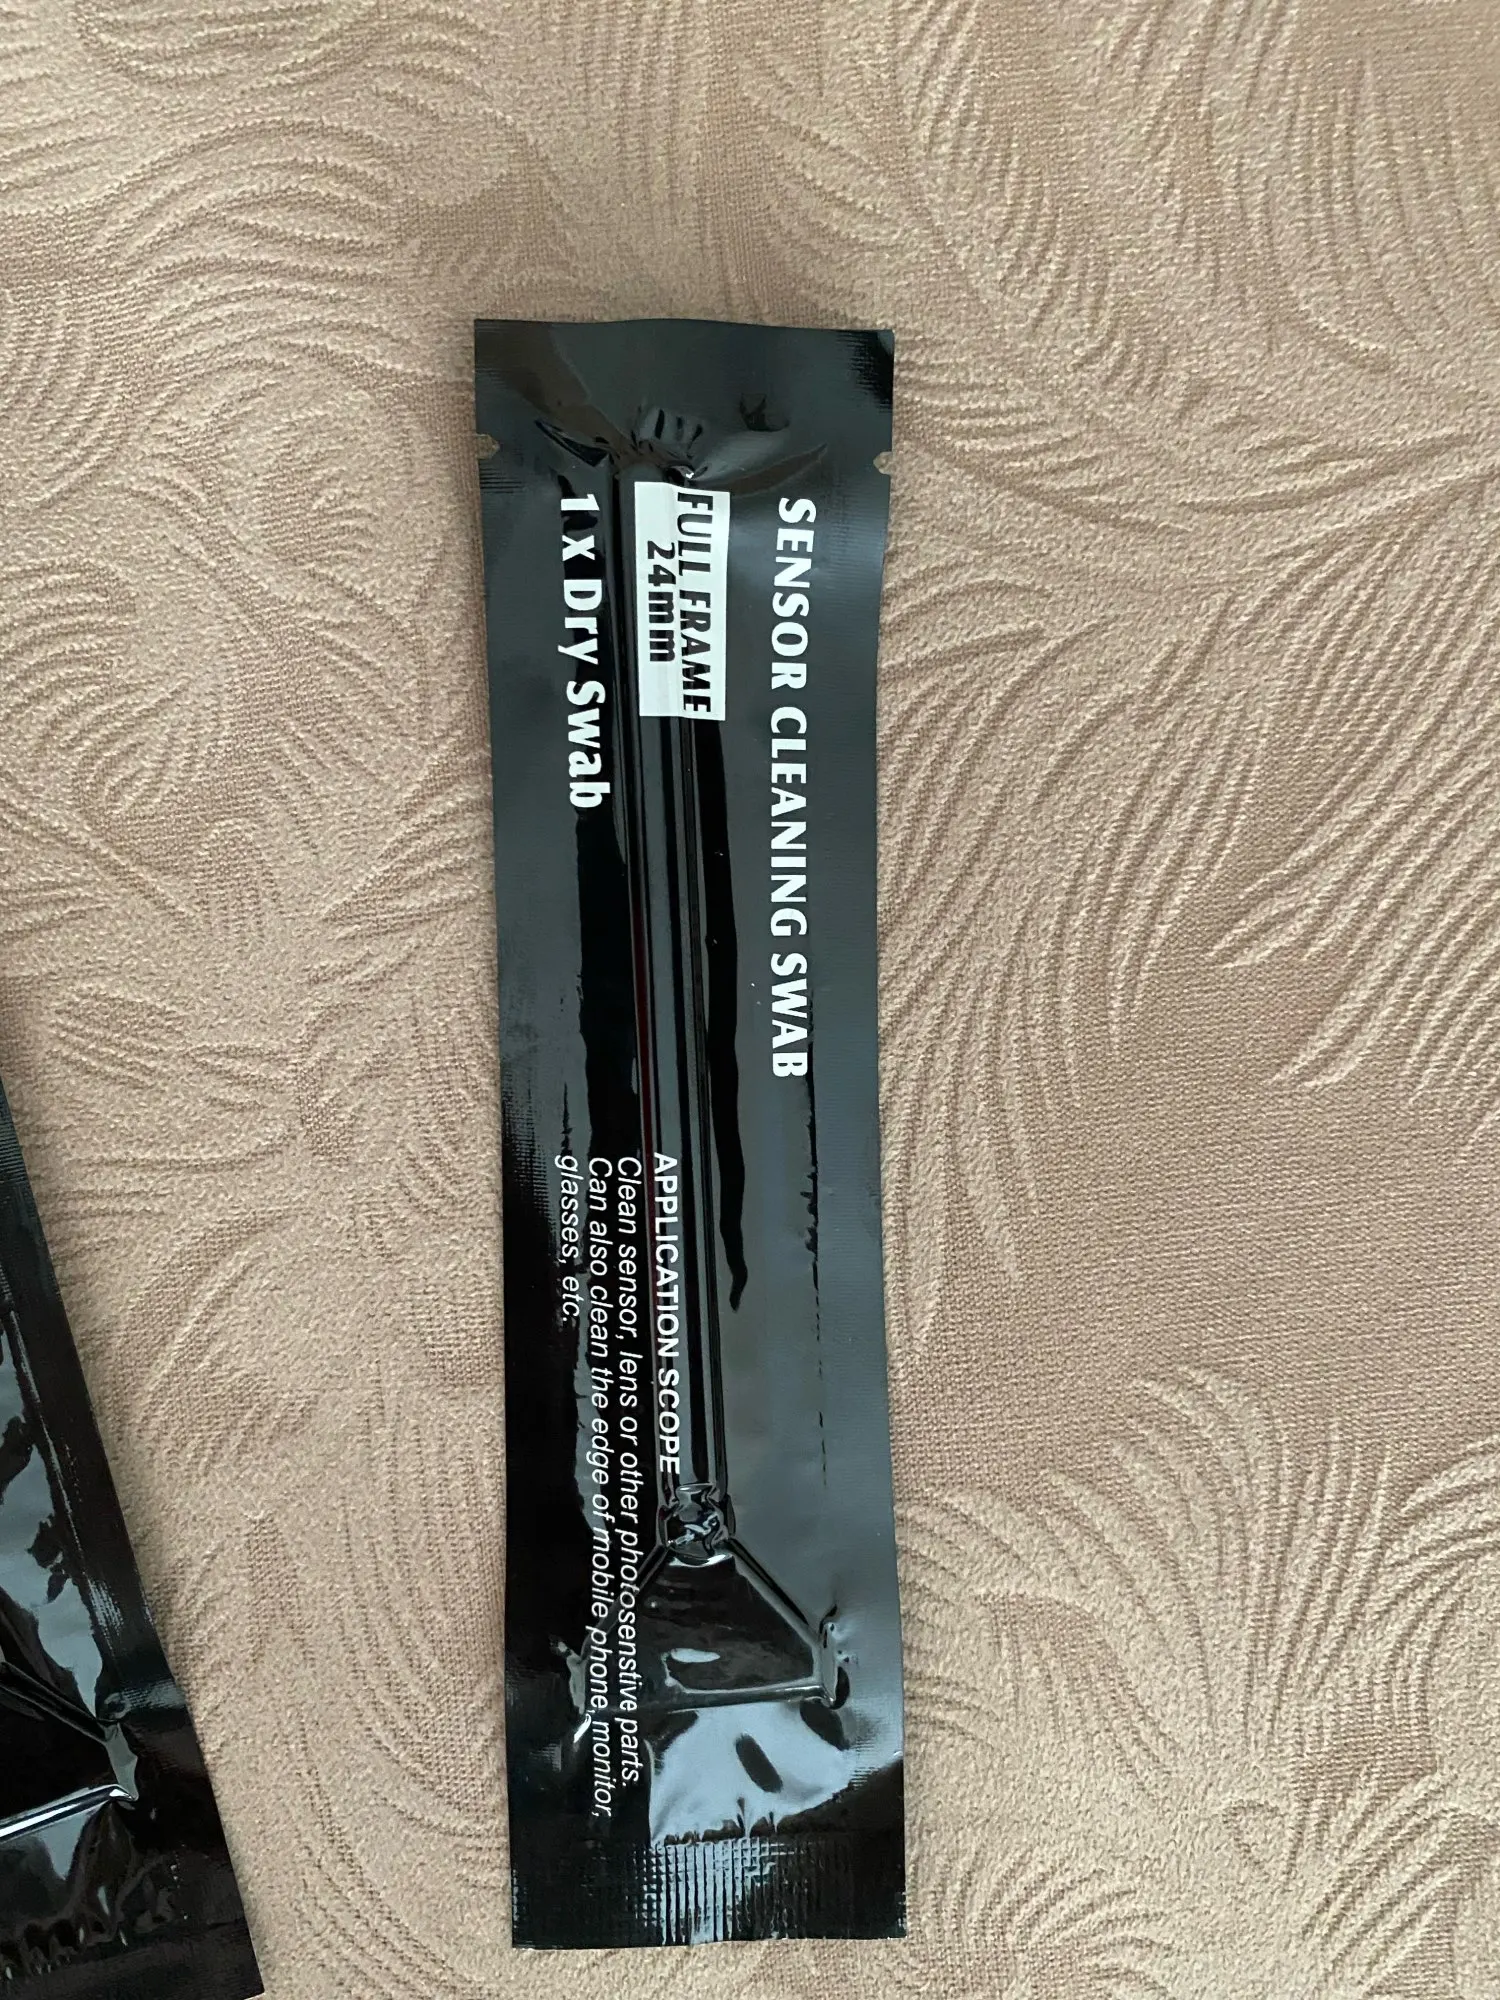 SENSOR CLEANING SWAB
FULL FRAME
24mm
1x Dry Swab
APPLICATION SCOPE
Clean sensor, lens or other photosenstive parts.
Can also clean the edge of mobile phone, monitor,
glasses, etc.